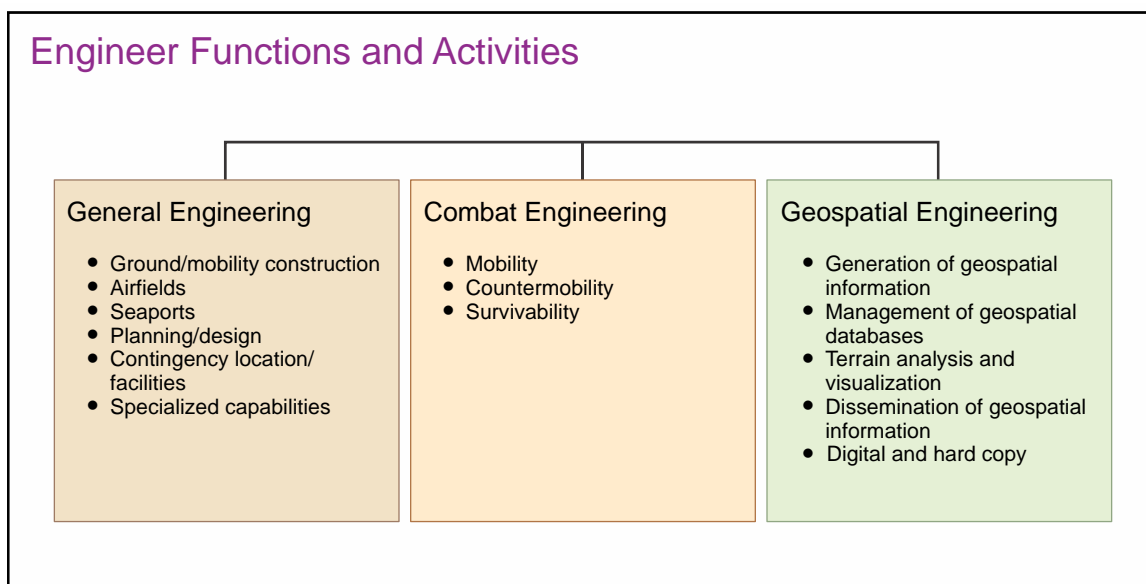 Engineer Functions and Activities
General Engineering
• Ground/mobility construction
• Airfields
• Seaports
• Planning/design
• Contingency location/
facilities
• Specialized capabilities
Combat Engineering
• Mobility
• Countermobility
• Survivability
Geospatial Engineering
• Generation of geospatial
information
• Management of geospatial
databases
• Terrain analysis and
visualization
• Dissemination of geospatial
information
• Digital and hard copy